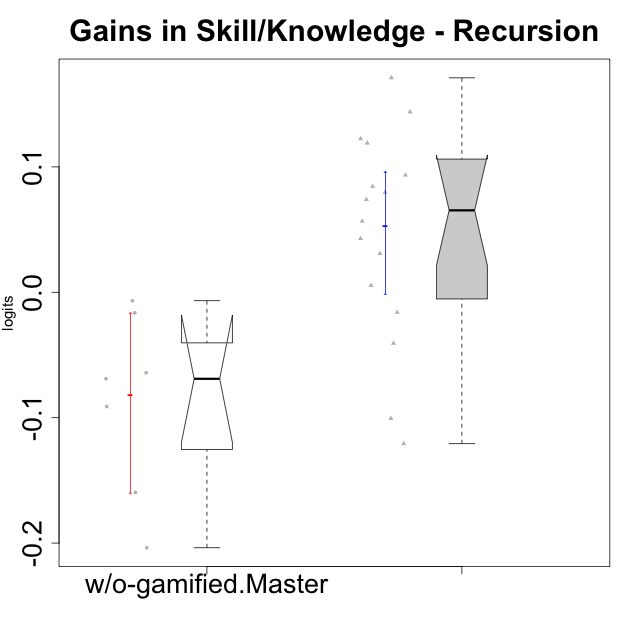 Gains in Skill/Knowledge - Recursion
logits
0.1
0.0
-0.1
-0.2
w/o-gamified.Master